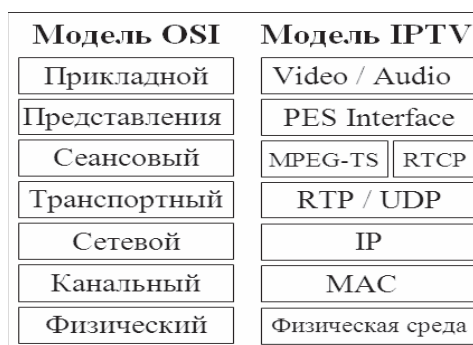 Модель OSI Модель IPTV
Прикладной Video / Audio
Представления PES Interface
Сеансовый MPEG-TS RTCP
Транспортный RTP / UDP
Сетевой IP
Канальный MAC
Физический Физическая среда